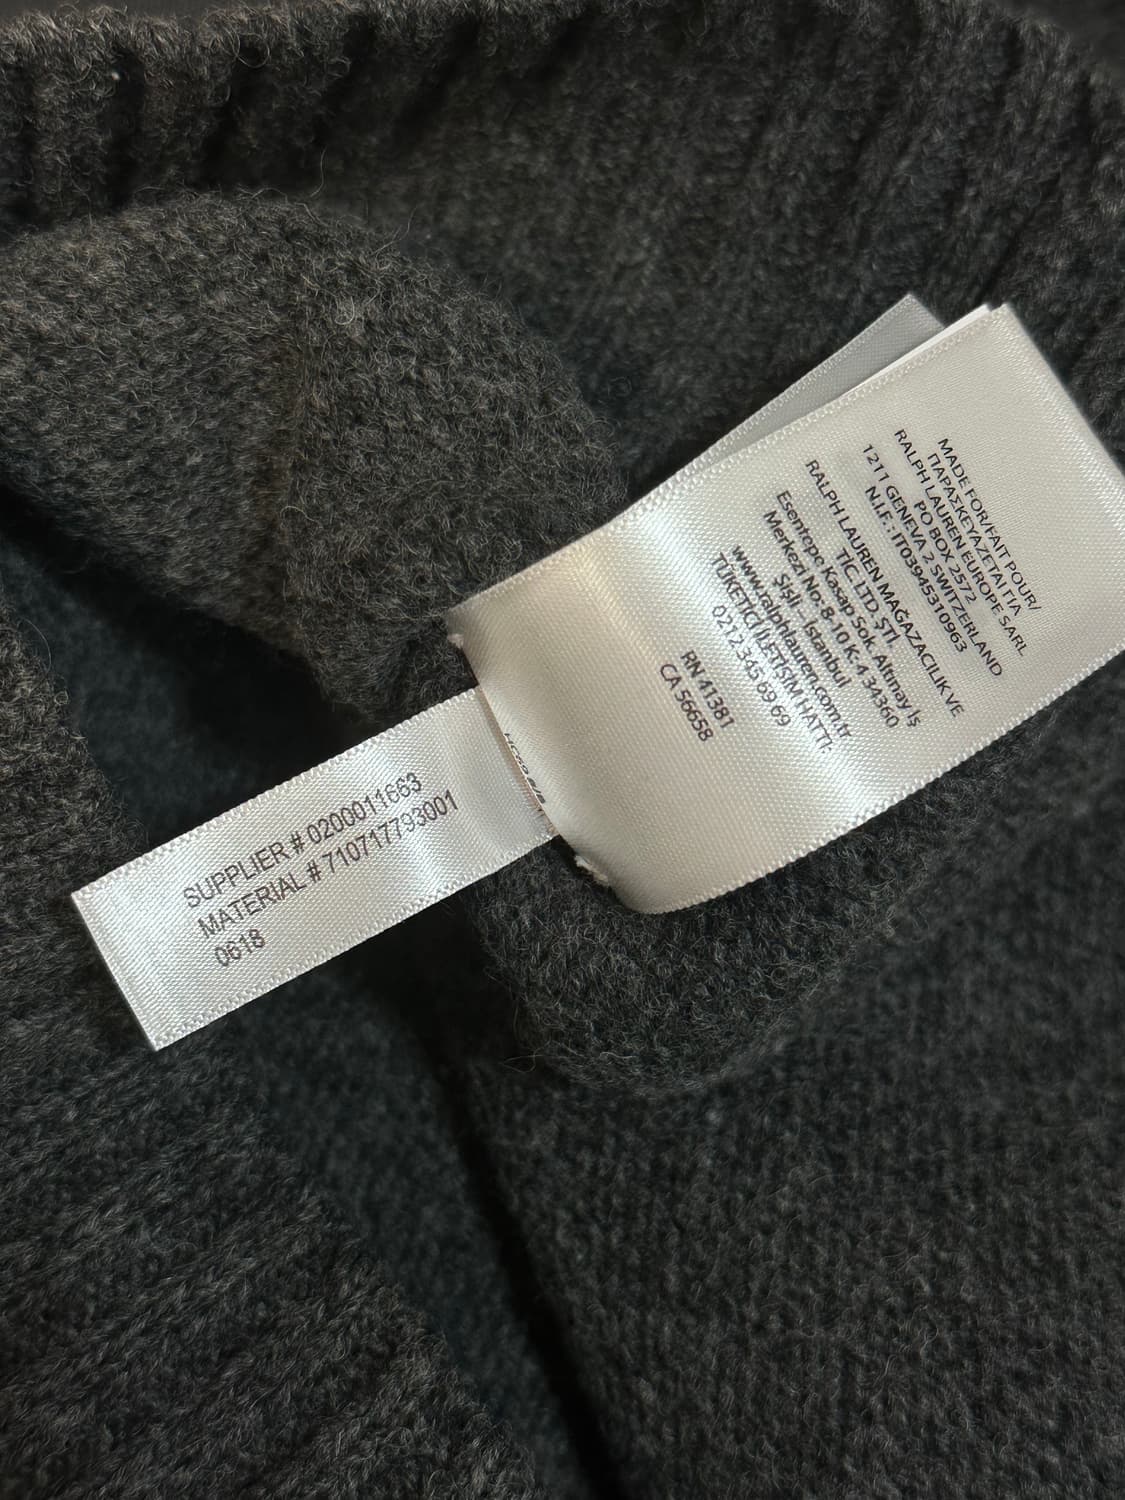 MADE FOR/FAIT POUR/
ΠΑΡΑΣΚΕΥΑΖΕΤΑΙ ΓΙΑ
RALPH LAUREN EUROPE SARL
PO BOX 2572
1211 GENEVA 2 SWITZERLAND
N.I.F.: IT03945310963
RALPH LAUREN MAĞAZACILIK VE
TİC. LTD. ŞTİ.
Esentepe Kasap Sok. Altınay İş
Merkezi No: 8-10 K-4 34360
Şişli - İstanbul
www.ralphlauren.com.tr
TÜKETİCİ İLETİŞİM HATTI:
0212 345 69 69
RN 41381
CA 56658
SUPPLIER # 0200011663
MATERIAL # 710717793001
0618